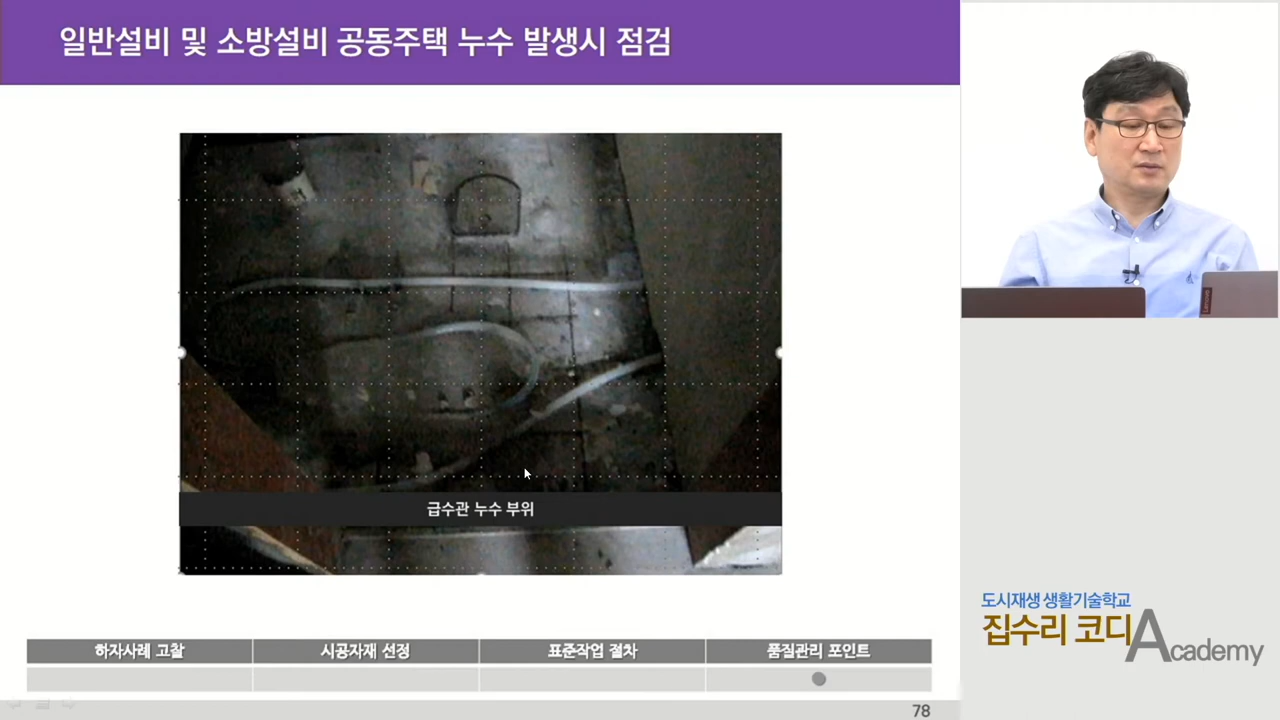 일반설비 및 소방설비 공동주택 누수 발생시 점검
급수관 누수 부위
하자사례 고찰
시공자재 선정
표준작업 절차
품질관리 포인트
78
도시재생 생활기술학교
집수리 코디Academy
Lenovo